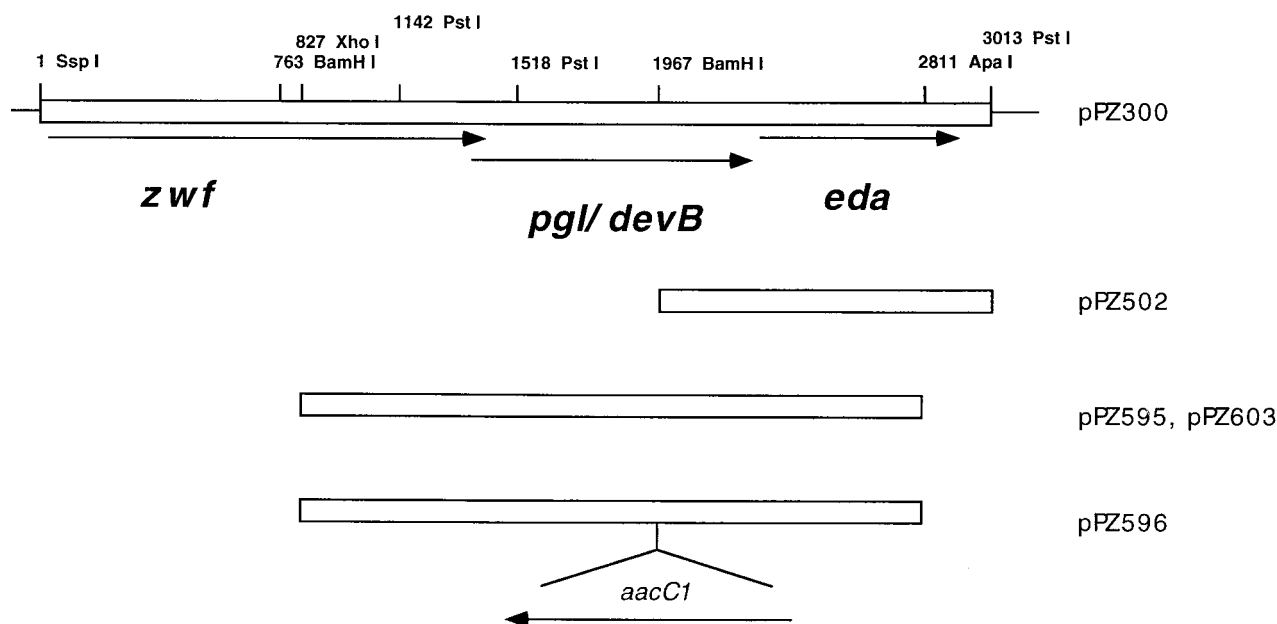 1142 Pst I
3013 Pst I
827 Xho I
1 Ssp I
763 BamH I
1518 Pst I
1967 BamH I
2811 Apa I
pPZ300
zwf
pgl/devB
eda
pPZ502
pPZ595, pPZ603
pPZ596
aacC1